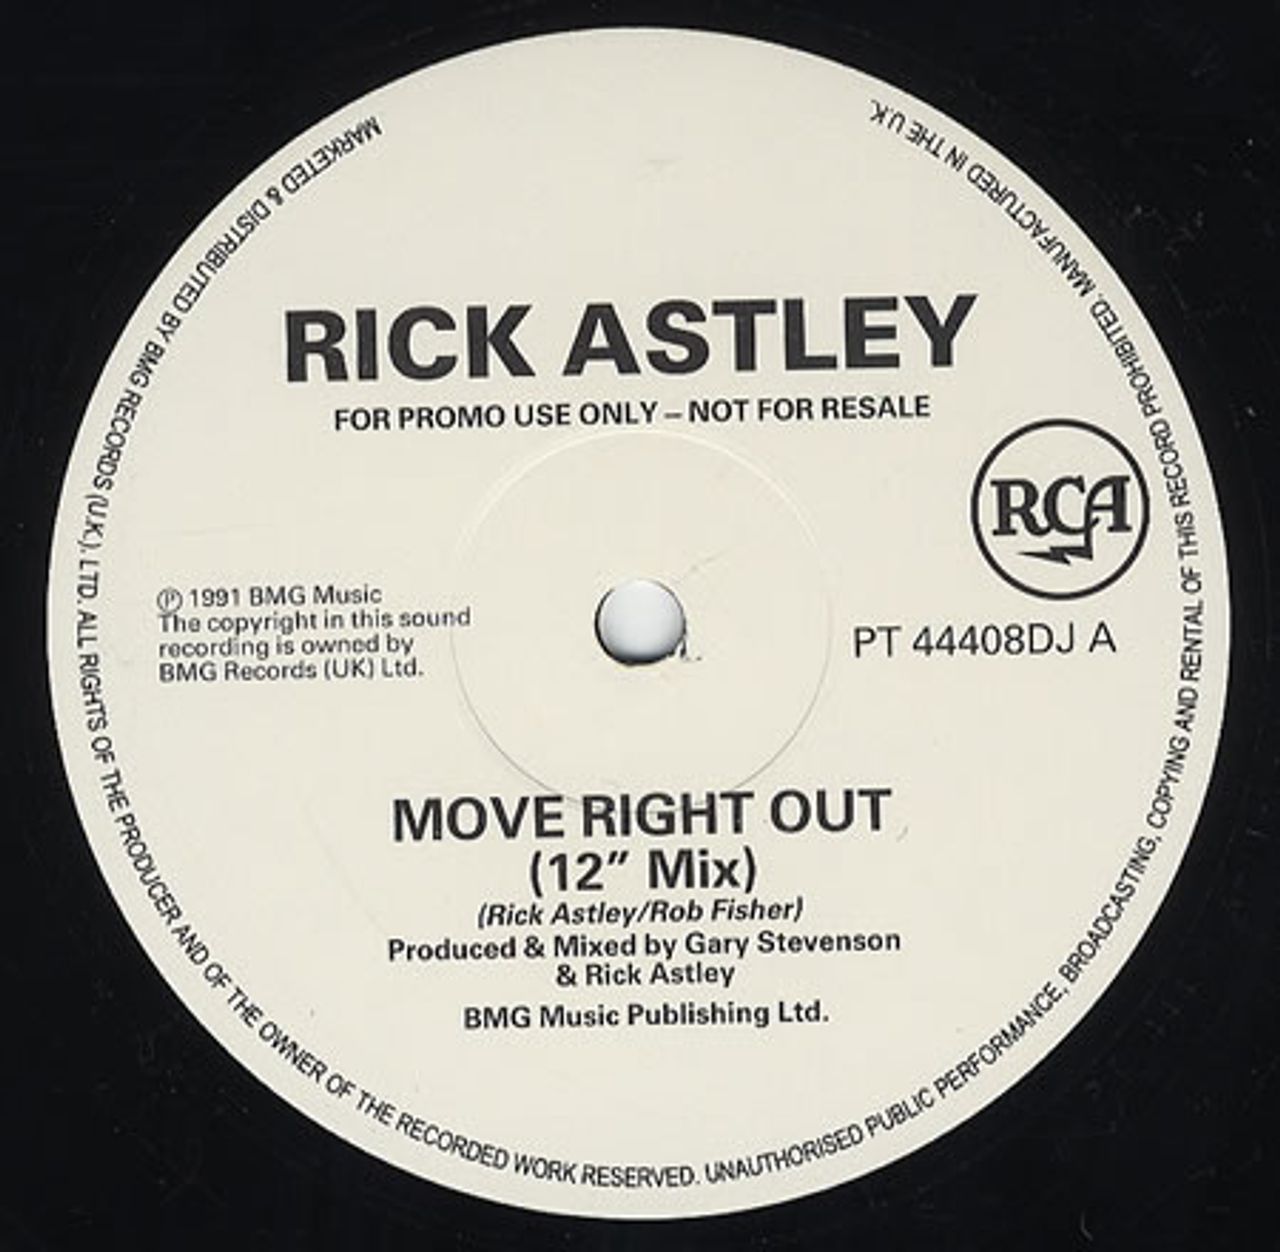 RICK ASTLEY
FOR PROMO USE ONLY – NOT FOR RESALE
RCA
℗ 1991 BMG Music
The copyright in this sound
recording is owned by
BMG Records (UK) Ltd.
PT 44408DJ A
MOVE RIGHT OUT
(12” Mix)
(Rick Astley/Rob Fisher)
Produced & Mixed by Gary Stevenson
& Rick Astley
BMG Music Publishing Ltd.
MARKETED & DISTRIBUTED BY BMG RECORDS (U.K.). LTD. ALL RIGHTS OF THE PRODUCER AND OF THE OWNER OF THE RECORDED WORK RESERVED. UNAUTHORISED PUBLIC PERFORMANCE, BROADCASTING, COPYING AND RENTAL OF THIS RECORD PROHIBITED. MANUFACTURED IN THE U.K.